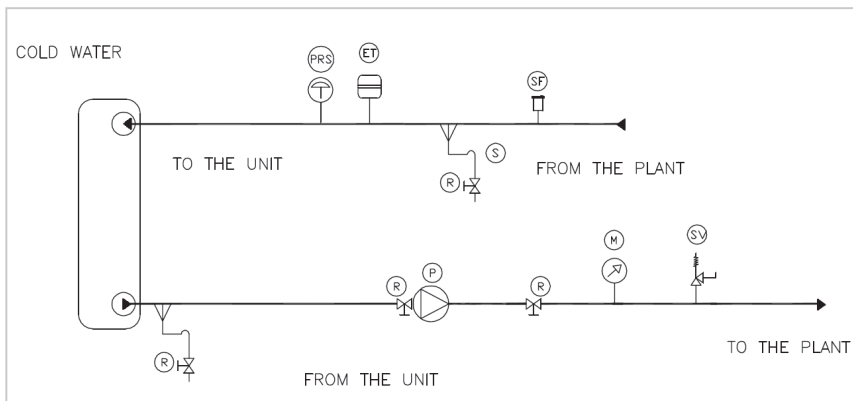 COLD WATER
PRS
ET
SF
TO THE UNIT
S
FROM THE PLANT
R
M
SV
R
P
R
TO THE PLANT
R
FROM THE UNIT